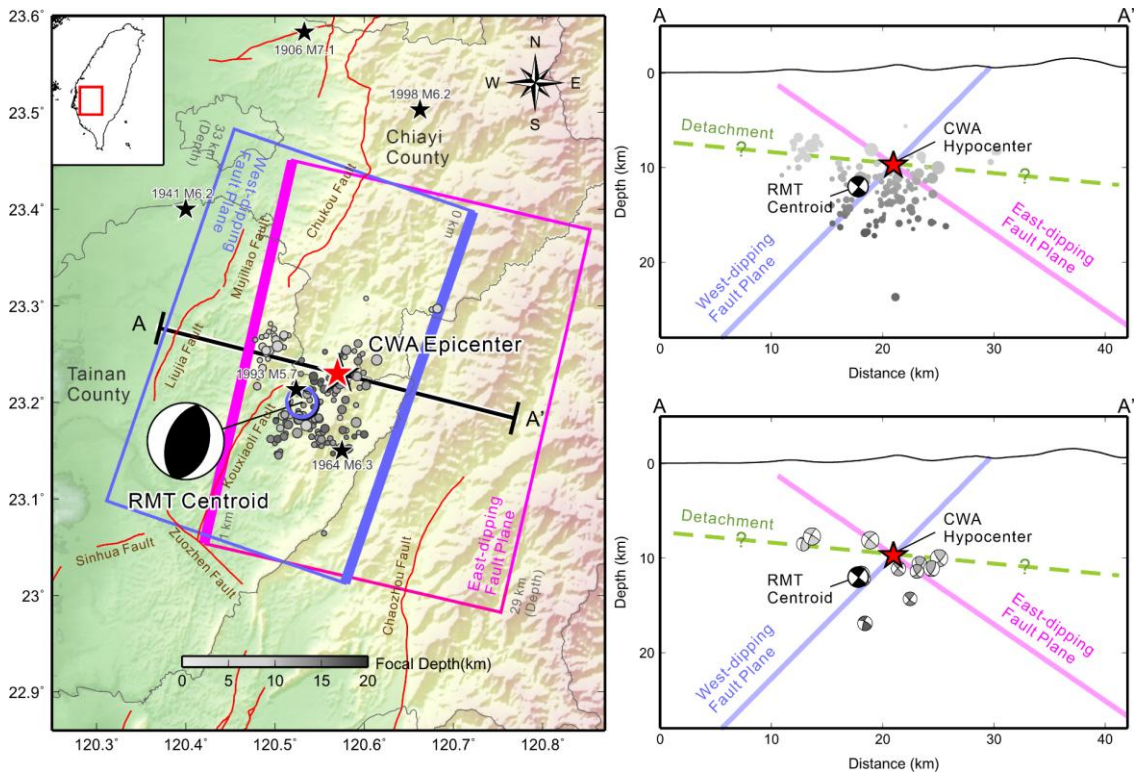 23.6
23.5
23.4
23.3
23.2
23.1
23
22.9
120.3
120.4
120.5
120.6
120.7
120.8
N
W
E
S
1906 M7.1
1998 M6.2
Chiayi
County
33 km
(Depth)
West-dipping
Fault Plane
1941 M6.2
Chukou Fault
0 km
Mujiliao Fault
A
CWA Epicenter
Liujia Fault
Tainan
County
1993 M5.7
A'
Kouxiaoli Fault
1964 M6.3
RMT Centroid
1 km
Sinhua Fault
Zuozhen Fault
East-dipping
Fault Plane
29 km
(Depth)
Chaozhou Fault
Focal Depth(km)
0
5
10
15
20
A
A'
0
10
20
Depth (km)
Detachment
?
?
CWA
Hypocenter
RMT
Centroid
West-dipping
Fault Plane
East-dipping
Fault Plane
0
10
20
30
40
Distance (km)
A
A'
0
10
20
Depth (km)
Detachment
?
?
CWA
Hypocenter
RMT
Centroid
West-dipping
Fault Plane
East-dipping
Fault Plane
0
10
20
30
40
Distance (km)